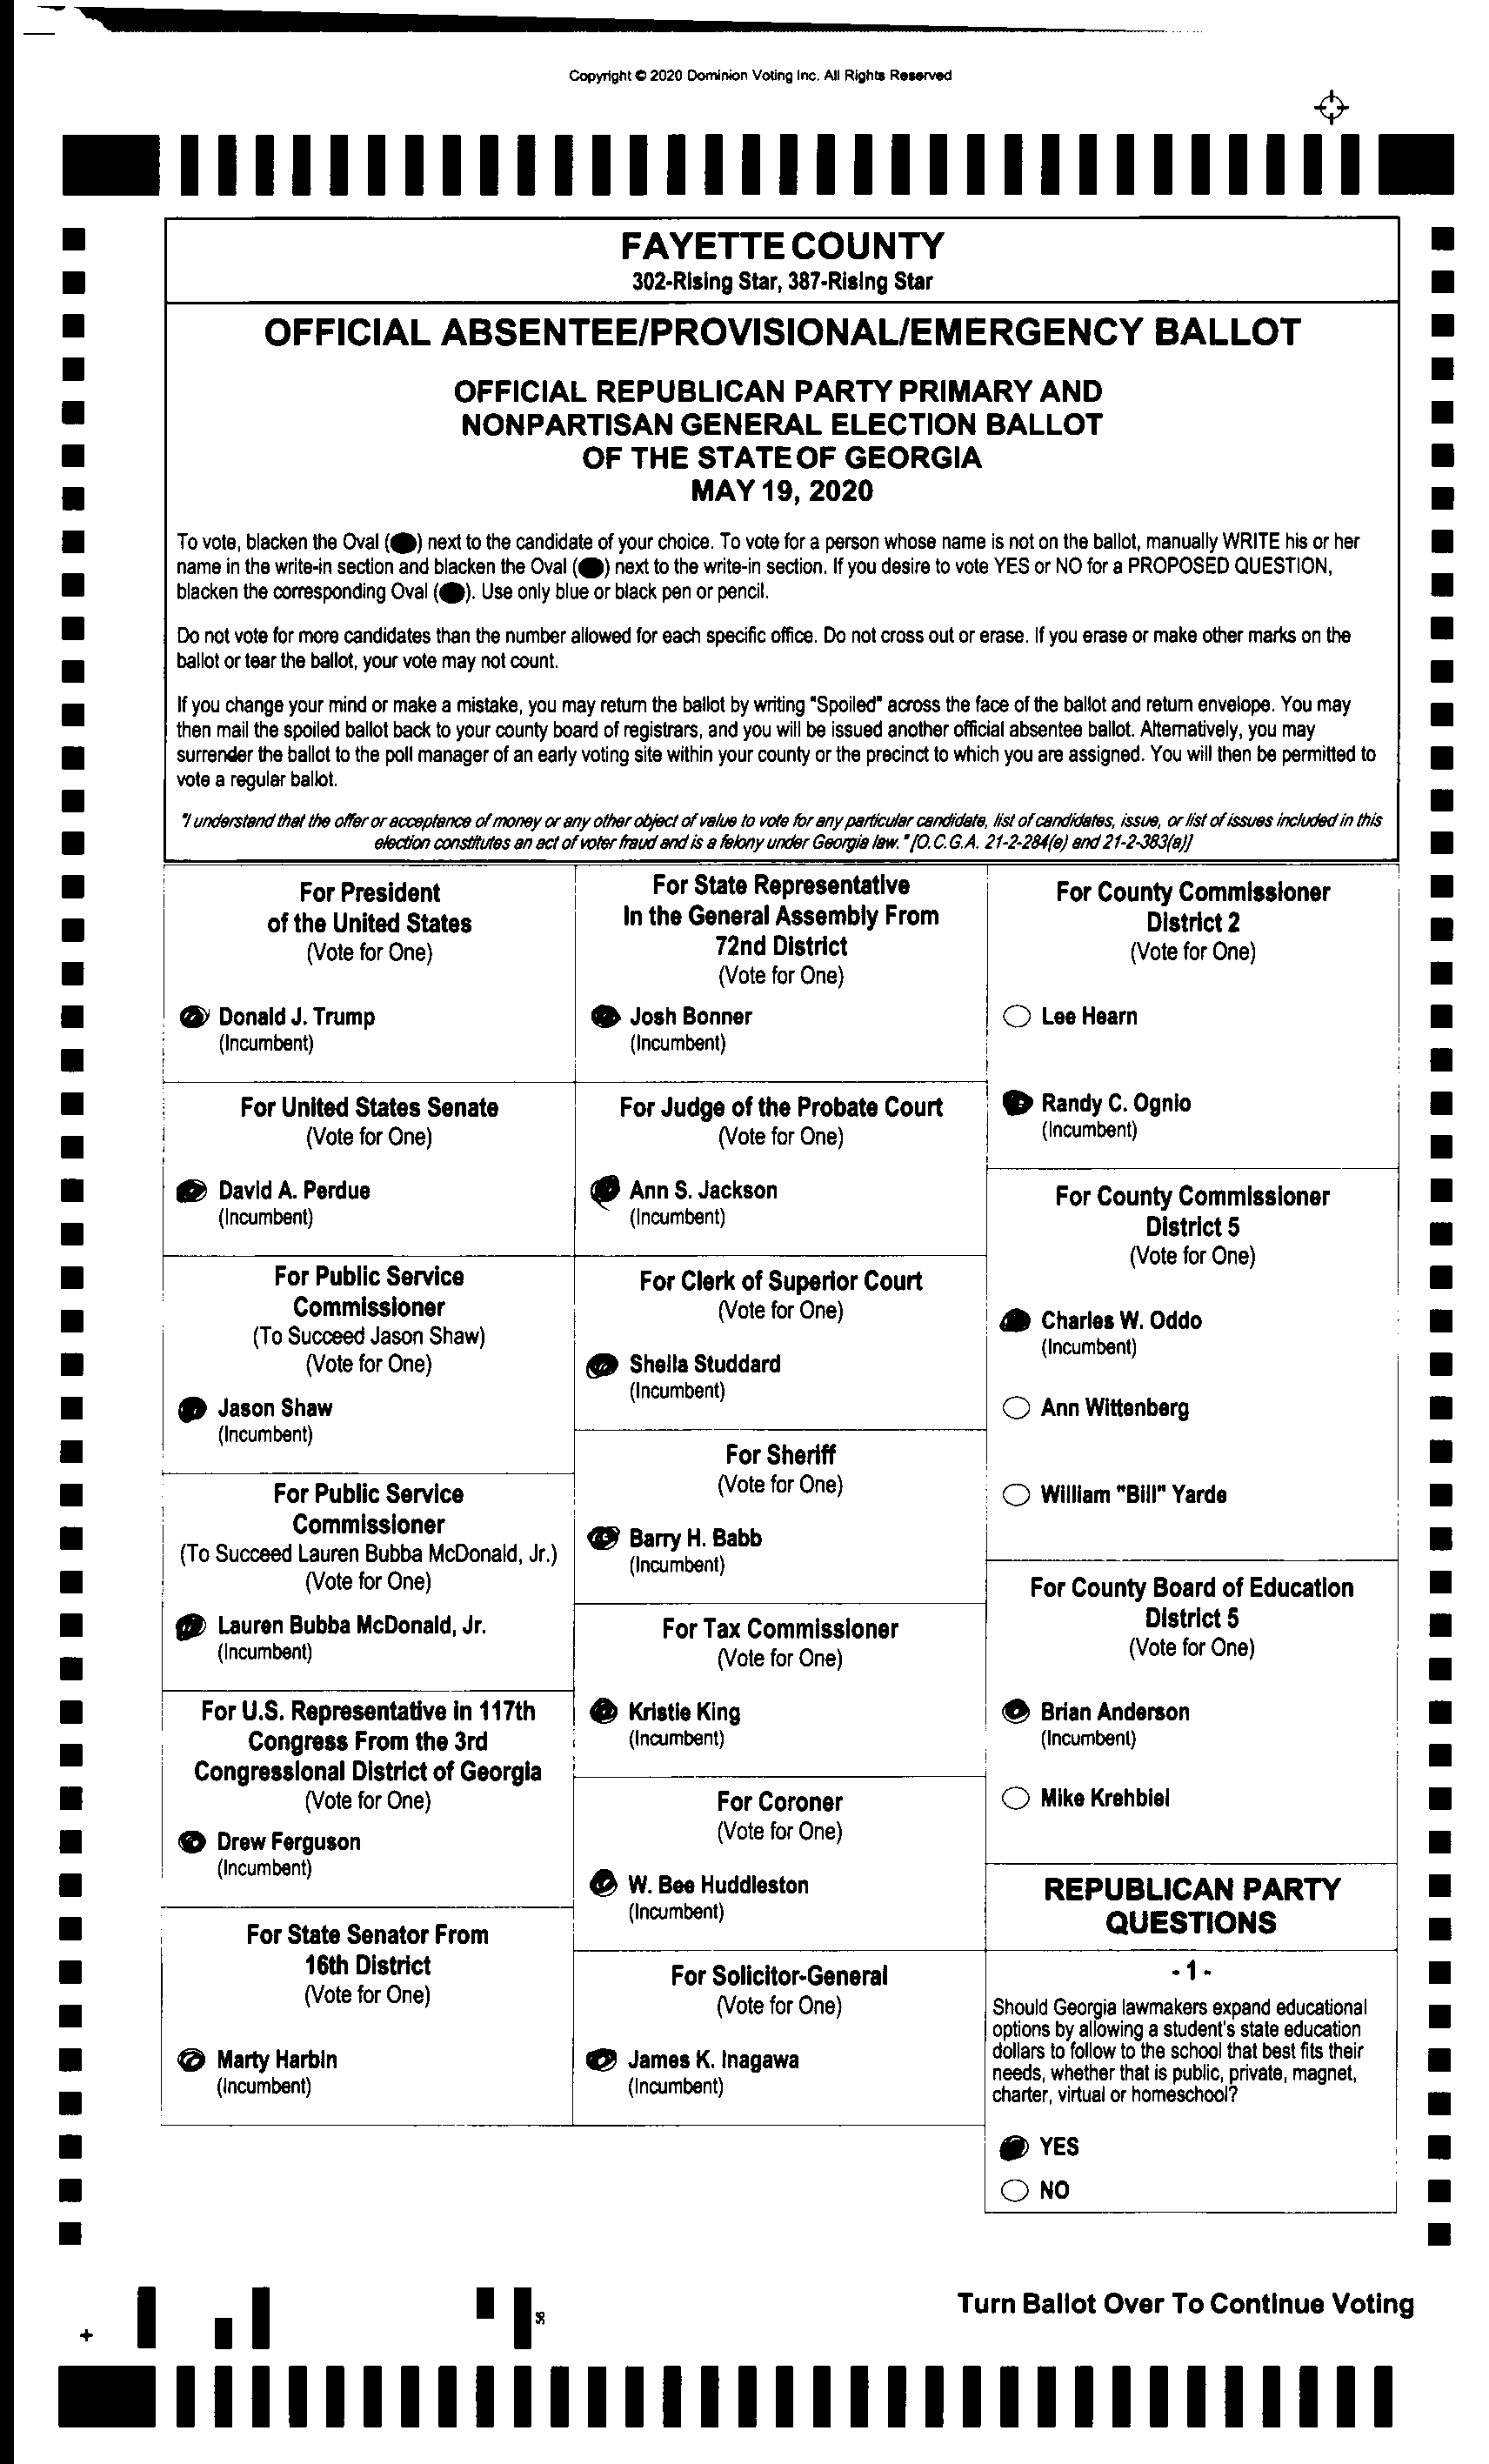 Copyright © 2020 Dominion Voting Inc. All Rights Reserved
FAYETTE COUNTY
302-Rising Star, 387-Rising Star
OFFICIAL ABSENTEE/PROVISIONAL/EMERGENCY BALLOT
OFFICIAL REPUBLICAN PARTY PRIMARY AND
NONPARTISAN GENERAL ELECTION BALLOT
OF THE STATE OF GEORGIA
MAY 19, 2020
To vote, blacken the Oval ( ) next to the candidate of your choice. To vote for a person whose name is not on the ballot, manually WRITE his or her
name in the write-in section and blacken the Oval ( ) next to the write-in section. If you desire to vote YES or NO for a PROPOSED QUESTION,
blacken the corresponding Oval ( ). Use only blue or black pen or pencil.
Do not vote for more candidates than the number allowed for each specific office. Do not cross out or erase. If you erase or make other marks on the
ballot or tear the ballot, your vote may not count.
If you change your mind or make a mistake, you may return the ballot by writing "Spoiled" across the face of the ballot and return envelope. You may
then mail the spoiled ballot back to your county board of registrars, and you will be issued another official absentee ballot. Alternatively, you may
surrender the ballot to the poll manager of an early voting site within your county or the precinct to which you are assigned. You will then be permitted to
vote a regular ballot.
"I understand that the offer or acceptance of money or any other object of value to vote for any particular candidate, list of candidates, issue, or list of issues included in this
election constitutes an act of voter fraud and is a felony under Georgia law." [O.C.G.A. 21-2-284(e) and 21-2-383(a)]
For President
of the United States
(Vote for One)
Donald J. Trump
(Incumbent)
For United States Senate
(Vote for One)
David A. Perdue
(Incumbent)
For Public Service
Commissioner
(To Succeed Jason Shaw)
(Vote for One)
Jason Shaw
(Incumbent)
For Public Service
Commissioner
(To Succeed Lauren Bubba McDonald, Jr.)
(Vote for One)
Lauren Bubba McDonald, Jr.
(Incumbent)
For U.S. Representative in 117th
Congress From the 3rd
Congressional District of Georgia
(Vote for One)
Drew Ferguson
(Incumbent)
For State Senator From
16th District
(Vote for One)
Marty Harbin
(Incumbent)
For State Representative
In the General Assembly From
72nd District
(Vote for One)
Josh Bonner
(Incumbent)
For Judge of the Probate Court
(Vote for One)
Ann S. Jackson
(Incumbent)
For Clerk of Superior Court
(Vote for One)
Sheila Studdard
(Incumbent)
For Sheriff
(Vote for One)
Barry H. Babb
(Incumbent)
For Tax Commissioner
(Vote for One)
Kristie King
(Incumbent)
For Coroner
(Vote for One)
W. Bee Huddleston
(Incumbent)
For Solicitor-General
(Vote for One)
James K. Inagawa
(Incumbent)
For County Commissioner
District 2
(Vote for One)
Lee Hearn
Randy C. Ognio
(Incumbent)
For County Commissioner
District 5
(Vote for One)
Charles W. Oddo
(Incumbent)
Ann Wittenberg
William "Bill" Yarde
For County Board of Education
District 5
(Vote for One)
Brian Anderson
(Incumbent)
Mike Krehbiel
REPUBLICAN PARTY
QUESTIONS
- 1 -
Should Georgia lawmakers expand educational
options by allowing a student's state education
dollars to follow to the school that best fits their
needs, whether that is public, private, magnet,
charter, virtual or homeschool?
YES
NO
Turn Ballot Over To Continue Voting